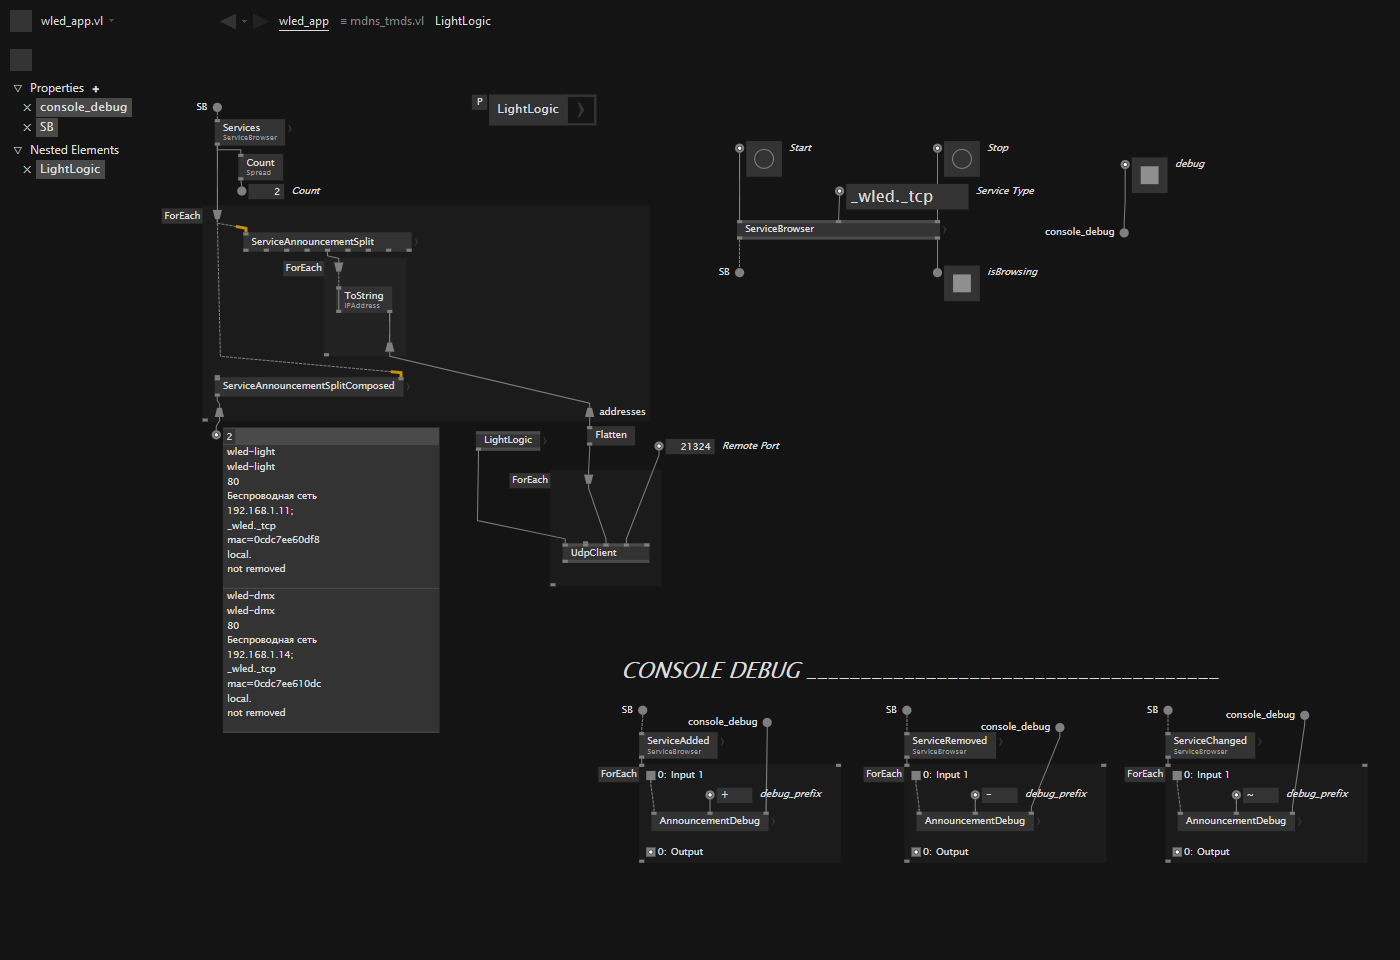 wled_app.vl
wled_app
≡ mdns_tmds.vl
LightLogic
Properties +
console_debug
SB
Nested Elements
LightLogic
SB
Services
ServiceBrowser
Count
Spread
2
Count
ForEach
ServiceAnnouncementSplit
ForEach
ToString
IPAddress
ServiceAnnouncementSplitComposed
P
LightLogic
Start
Stop
debug
_wled._tcp
Service Type
ServiceBrowser
console_debug
SB
isBrowsing
addresses
2
wled-light
wled-light
80
Беспроводная сеть
192.168.1.11;
_wled._tcp
mac=0cdc7ee60df8
local.
not removed
wled-dmx
wled-dmx
80
Беспроводная сеть
192.168.1.14;
_wled._tcp
mac=0cdc7ee610dc
local.
not removed
LightLogic
Flatten
21324
Remote Port
ForEach
UdpClient
CONSOLE DEBUG ______________________________________
SB
console_debug
ServiceAdded
ServiceBrowser
ForEach
0: Input 1
+
debug_prefix
AnnouncementDebug
0: Output
SB
console_debug
ServiceRemoved
ServiceBrowser
ForEach
0: Input 1
-
debug_prefix
AnnouncementDebug
0: Output
SB
console_debug
ServiceChanged
ServiceBrowser
ForEach
0: Input 1
~
debug_prefix
AnnouncementDebug
0: Output